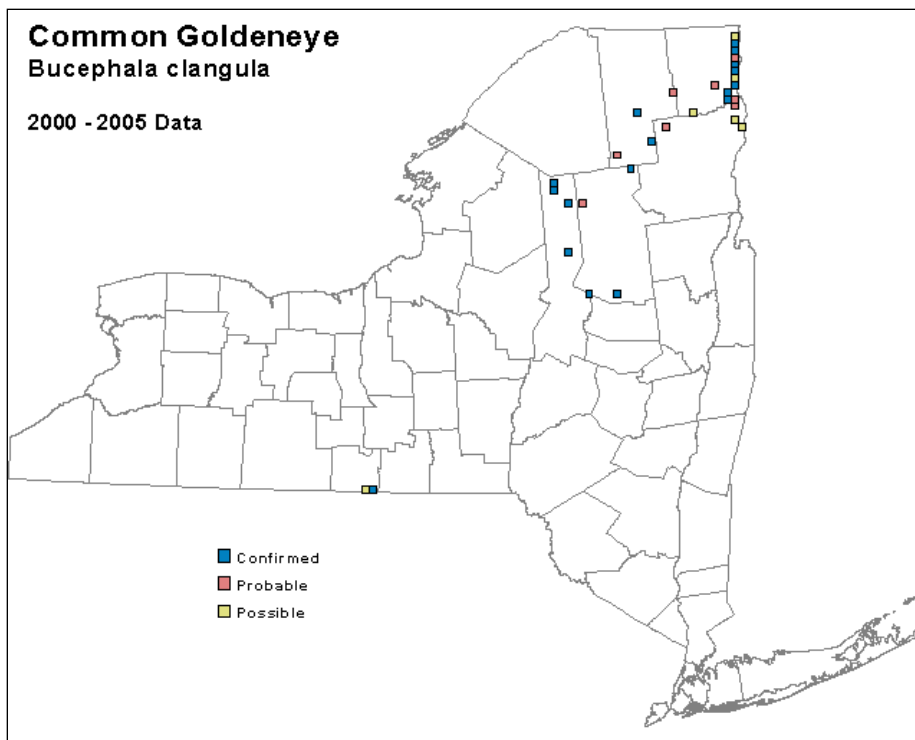 Common Goldeneye
Bucephala clangula
2000 - 2005 Data
Confirmed
Probable
Possible